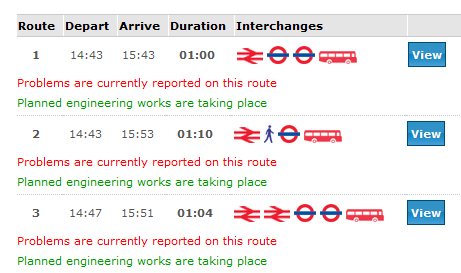 Route Depart Arrive Duration Interchanges
1 14:43 15:43 01:00 View
Problems are currently reported on this route
Planned engineering works are taking place
2 14:43 15:53 01:10 View
Problems are currently reported on this route
Planned engineering works are taking place
3 14:47 15:51 01:04 View
Problems are currently reported on this route
Planned engineering works are taking place